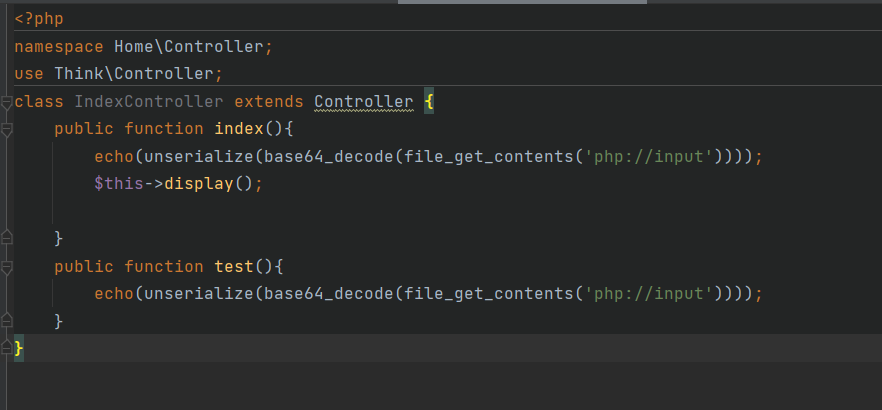 <?php
namespace Home\Controller;
use Think\Controller;
class IndexController extends Controller {
    public function index(){
        echo(unserialize(base64_decode(file_get_contents('php://input'))));
        $this->display();
    }
    public function test(){
        echo(unserialize(base64_decode(file_get_contents('php://input'))));
    }
}